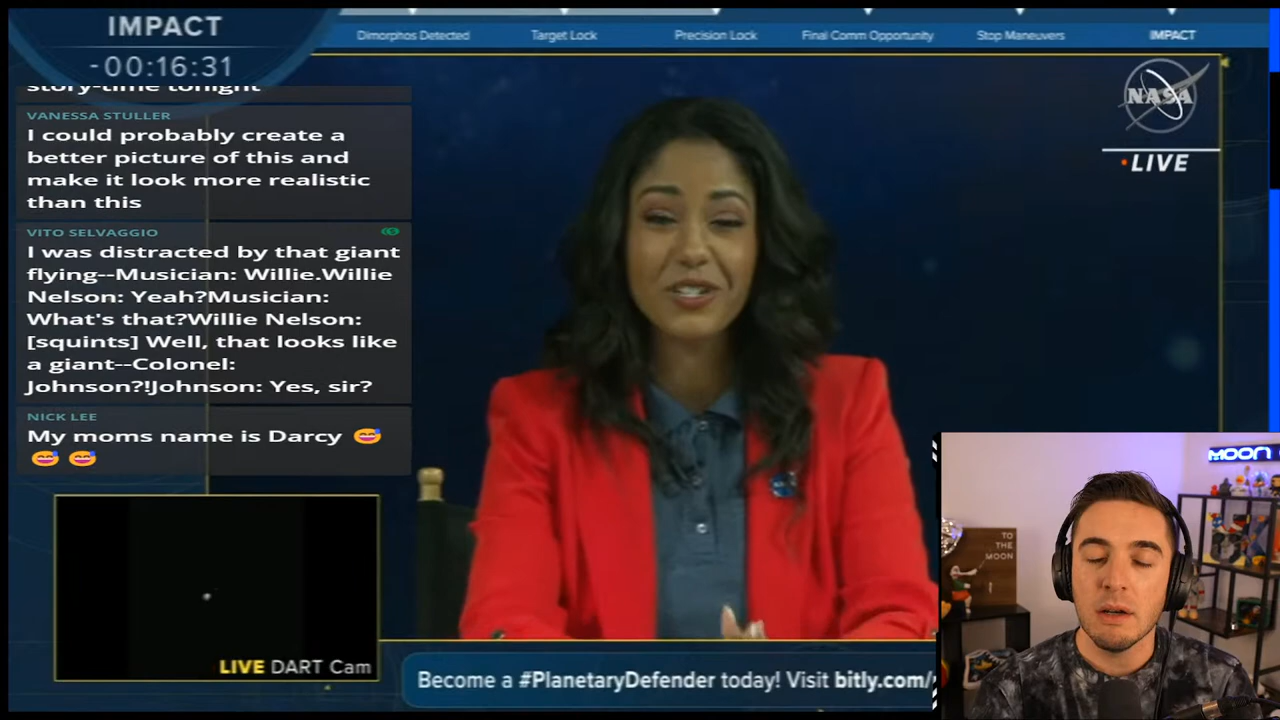 IMPACT
-00:16:31
Dimorphos Detected
Target Lock
Precision Lock
Final Comm Opportunity
Stop Maneuvers
IMPACT
NASA
LIVE
story-time tonight
VANESSA STULLER
I could probably create a
better picture of this and
make it look more realistic
than this
VITO SELVAGGIO
I was distracted by that giant
flying--Musician: Willie.Willie
Nelson: Yeah?Musician:
What's that?Willie Nelson:
[squints] Well, that looks like
a giant--Colonel:
Johnson?!Johnson: Yes, sir?
NICK LEE
My moms name is Darcy 😅
😅 😅
LIVE DART Cam
Become a #PlanetaryDefender today! Visit bitly.com/
MOON
TO
THE
MOON